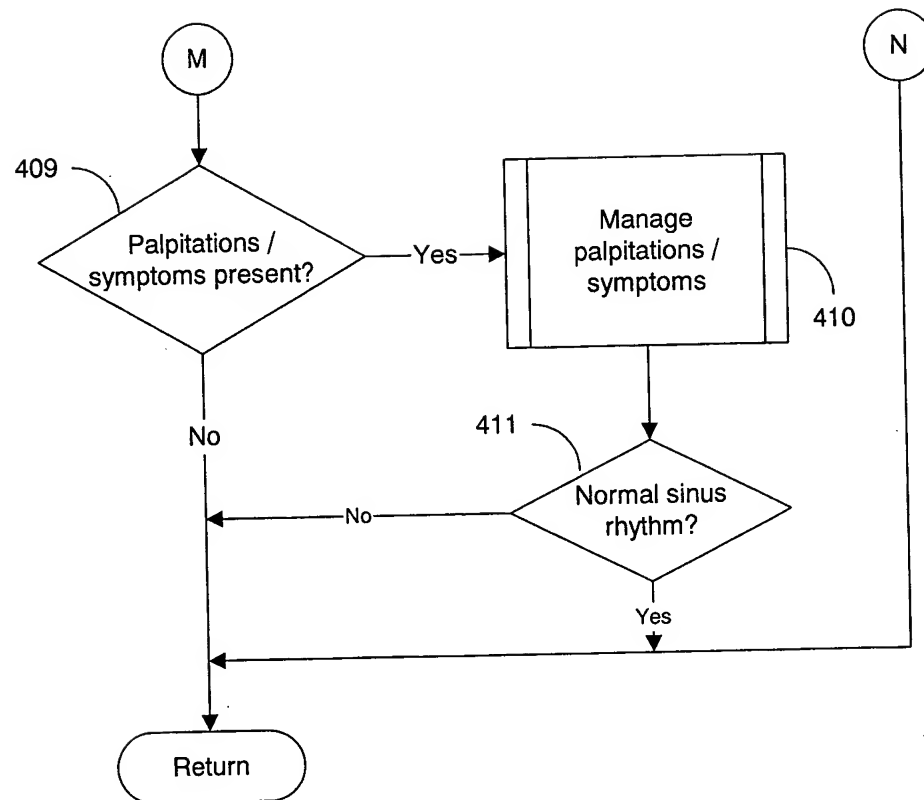 M
N
409
Palpitations /
symptoms present?
Yes
Manage
palpitations /
symptoms
410
No
411
Normal sinus
rhythm?
No
Yes
Return